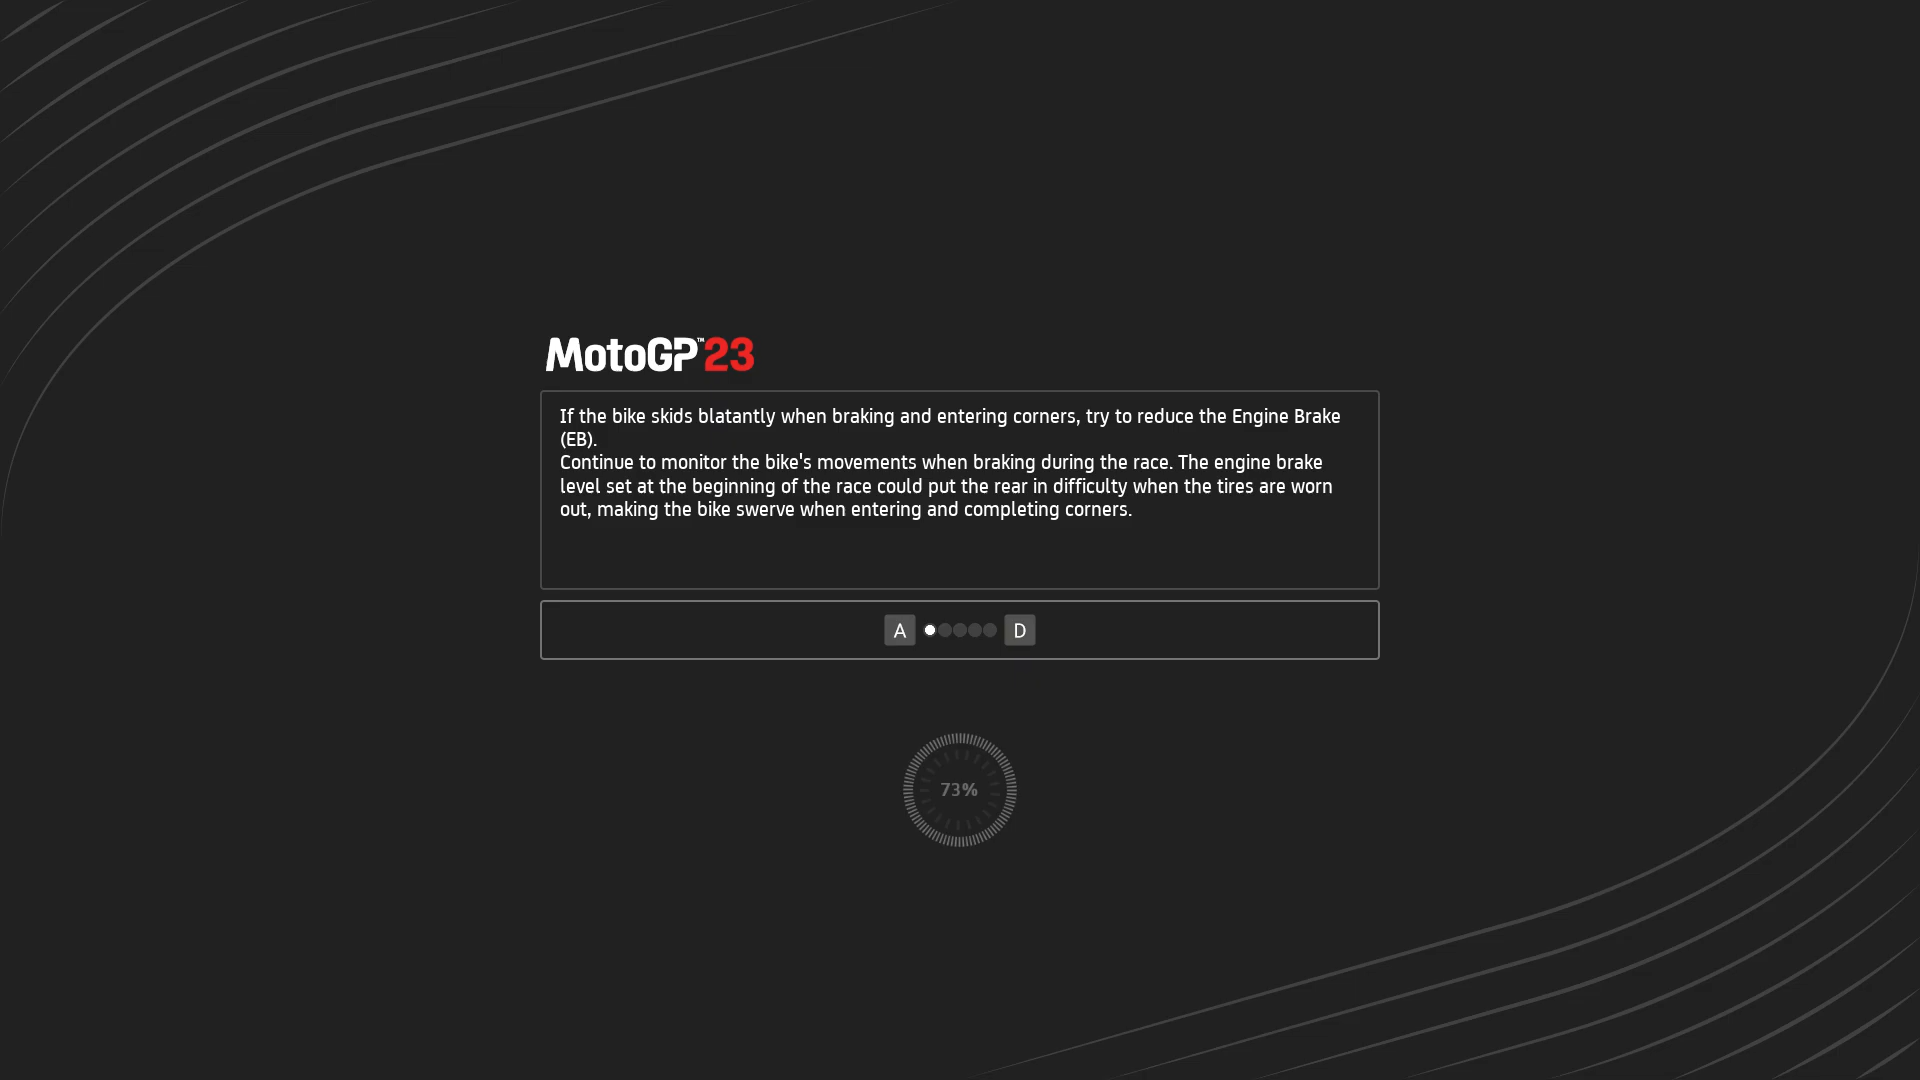 MotoGP™23
If the bike skids blatantly when braking and entering corners, try to reduce the Engine Brake
(EB).
Continue to monitor the bike's movements when braking during the race. The engine brake
level set at the beginning of the race could put the rear in difficulty when the tires are worn
out, making the bike swerve when entering and completing corners.
A D
73%